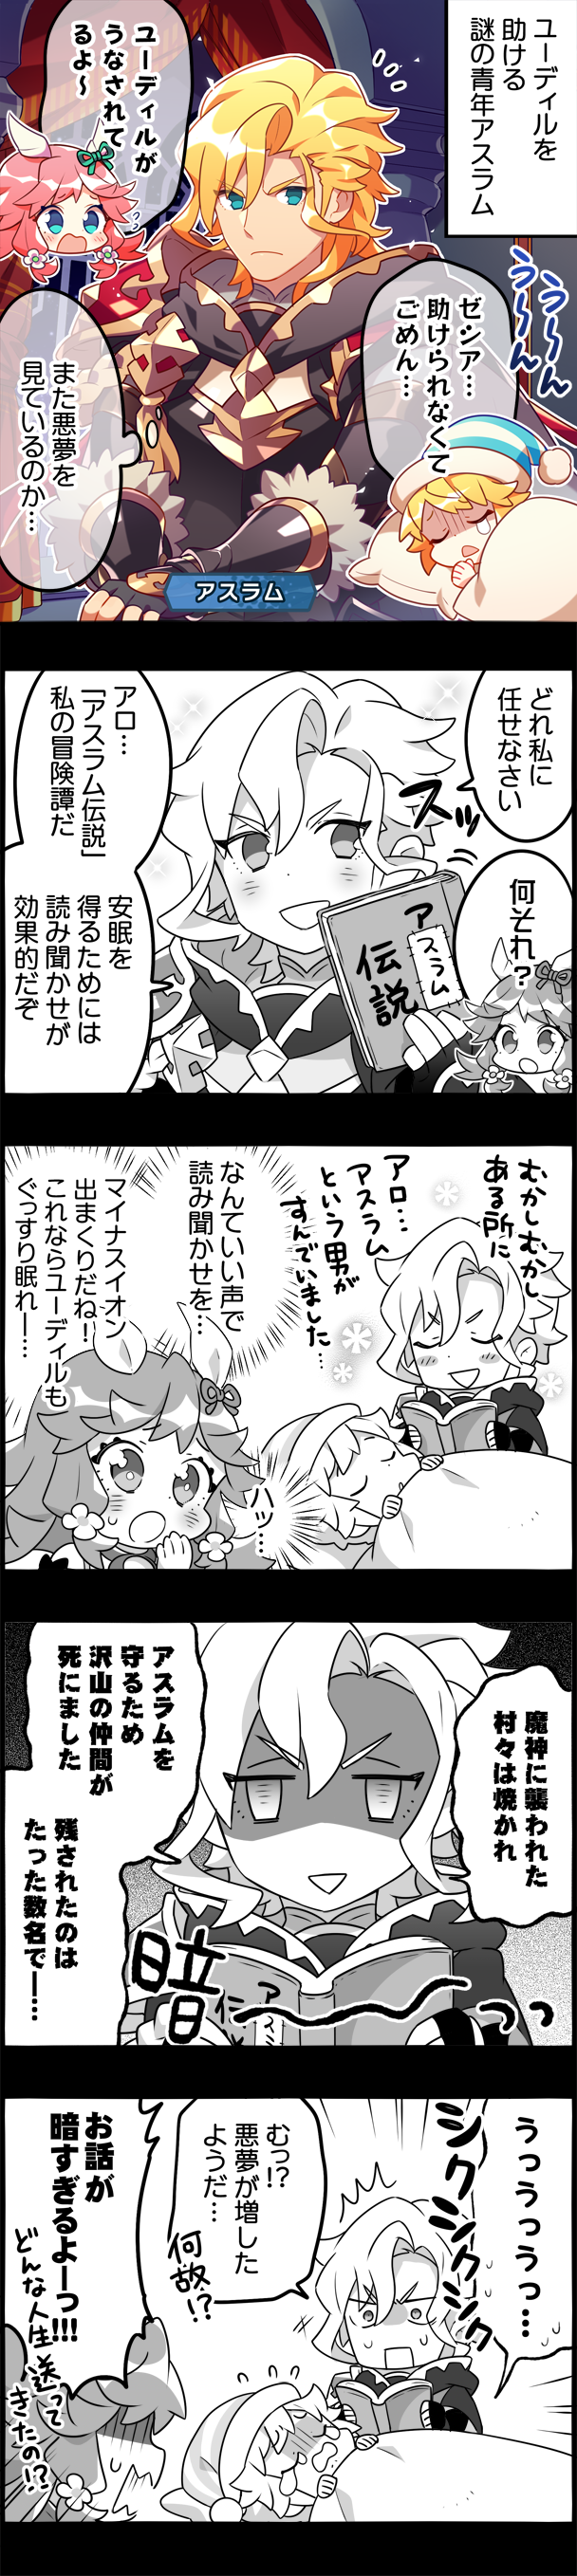 ユーディルを
助ける
謎の青年アスラム
ユーディルが
うなされて
るよ〜
う〜ん
う〜ん
ゼシア…
助けられなくて
ごめん…
また悪夢を
見ているのか…
アスラム
どれ私に
任せなさい
スッ
何それ?
アスラム
伝説
アロ…
「アスラム伝説」
私の冒険譚だ
安眠を
得るためには
読み聞かせが
効果的だぞ
むかしむかし
ある所に
アロ…
アスラム
という男が
すんでいました…
なんていい声で
読み聞かせを…
マイナスイオン
出まくりだね!
これならユーディルも
ぐっすり眠れー…
ハッ…
魔神に襲われた
村々は焼かれ
アスラムを
守るため
沢山の仲間が
死にました
残されたのは
たった数名でー…
暗〜〜っっ
うっうっうっ…
シクシクシク
むっ!?
悪夢が増した
ようだ…
何故!?
お話が
暗すぎるよーっ!!!
どんな人生送って
きたの!?